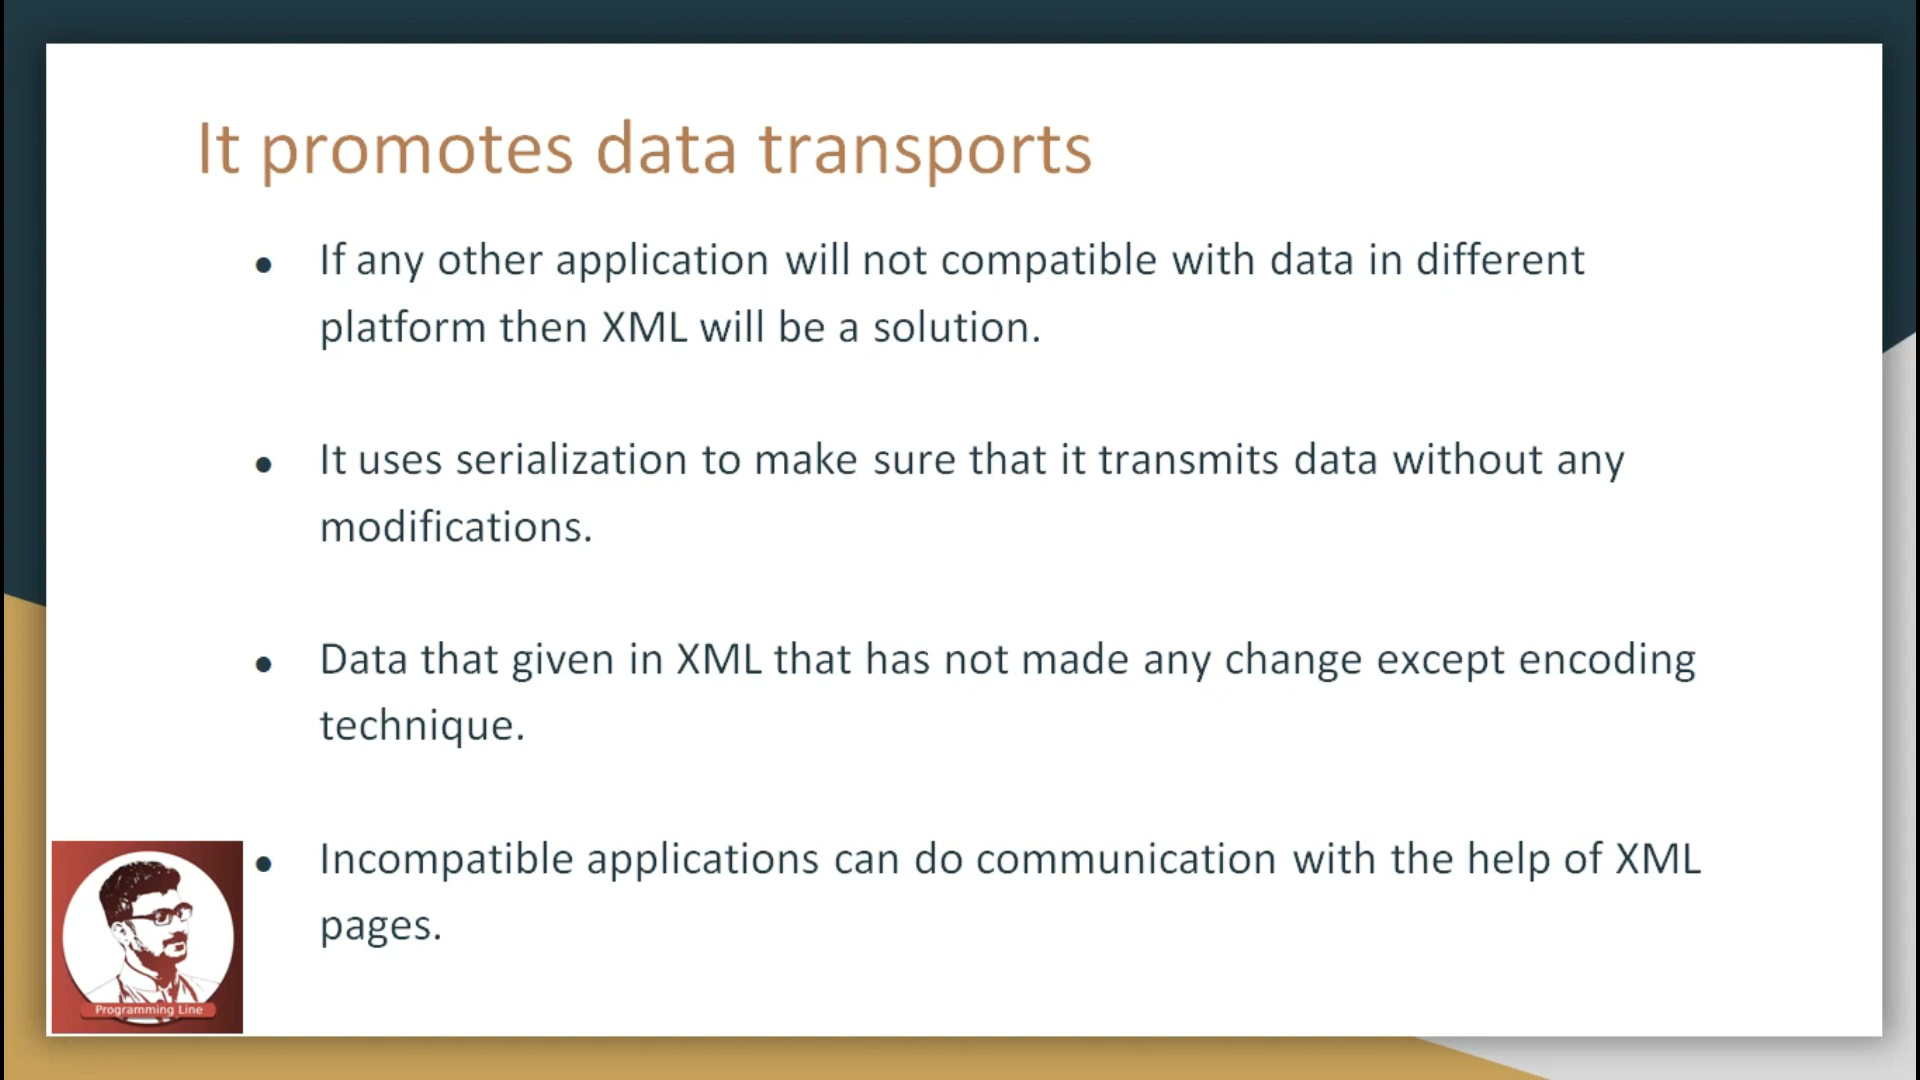 It promotes data transports
● If any other application will not compatible with data in different
platform then XML will be a solution.
● It uses serialization to make sure that it transmits data without any
modifications.
● Data that given in XML that has not made any change except encoding
technique.
● Incompatible applications can do communication with the help of XML
pages.
Programming Line